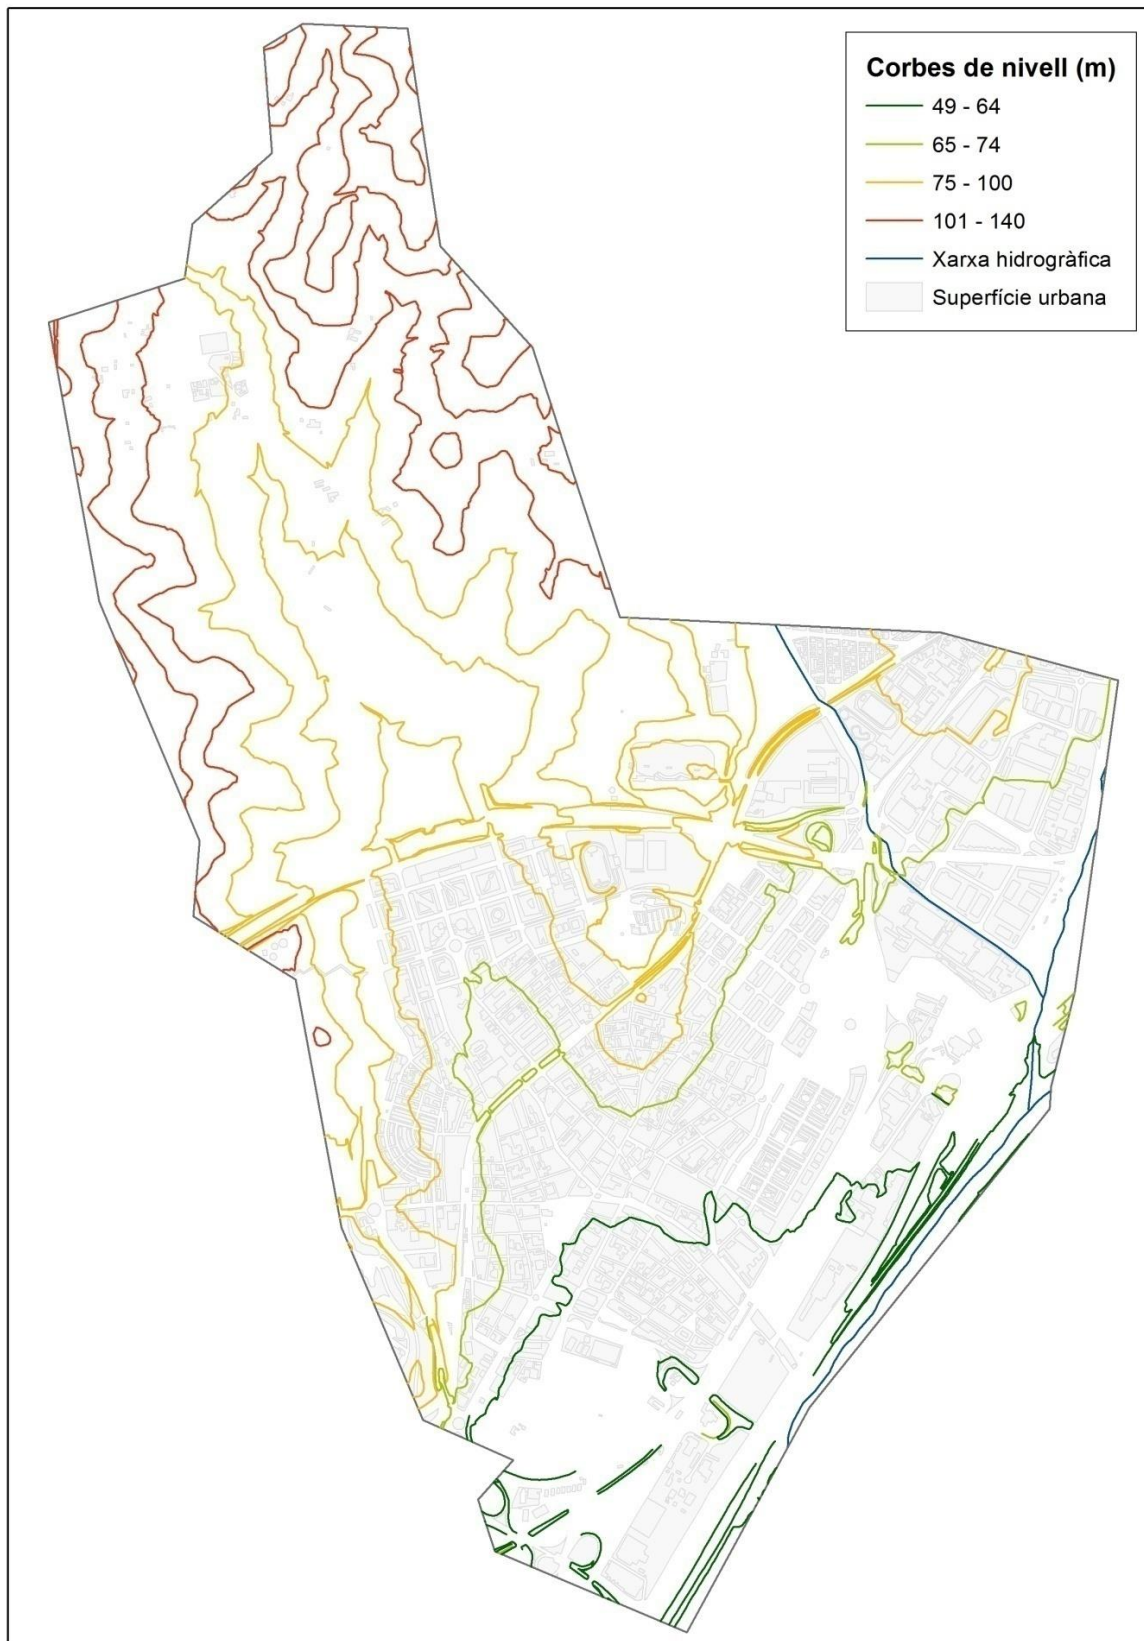 Corbes de nivell (m)
49 - 64
65 - 74
75 - 100
101 - 140
Xarxa hidrogràfica
Superfície urbana